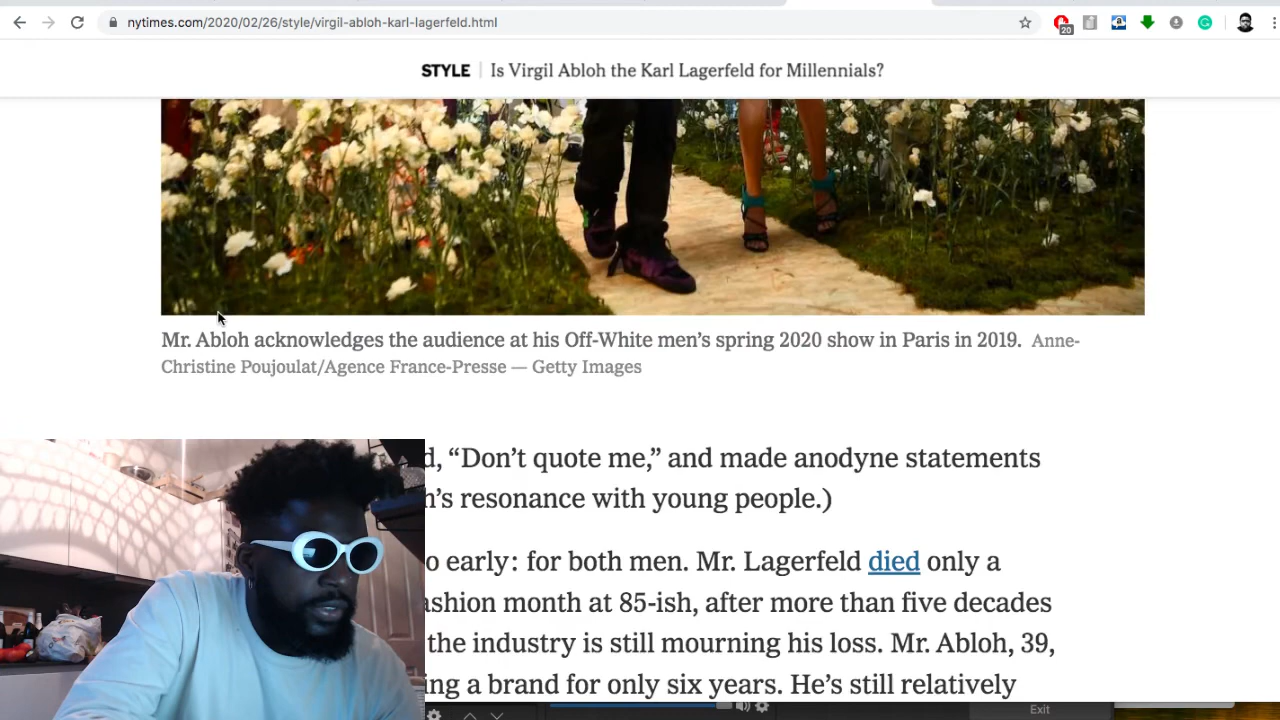 nytimes.com/2020/02/26/style/virgil-abloh-karl-lagerfeld.html
20
STYLE | Is Virgil Abloh the Karl Lagerfeld for Millennials?
Mr. Abloh acknowledges the audience at his Off-White men’s spring 2020 show in Paris in 2019. Anne-
Christine Poujoulat/Agence France-Presse — Getty Images
d, “Don’t quote me,” and made anodyne statements
h’s resonance with young people.)
o early: for both men. Mr. Lagerfeld died only a
ashion month at 85-ish, after more than five decades
the industry is still mourning his loss. Mr. Abloh, 39,
ing a brand for only six years. He’s still relatively
Exit